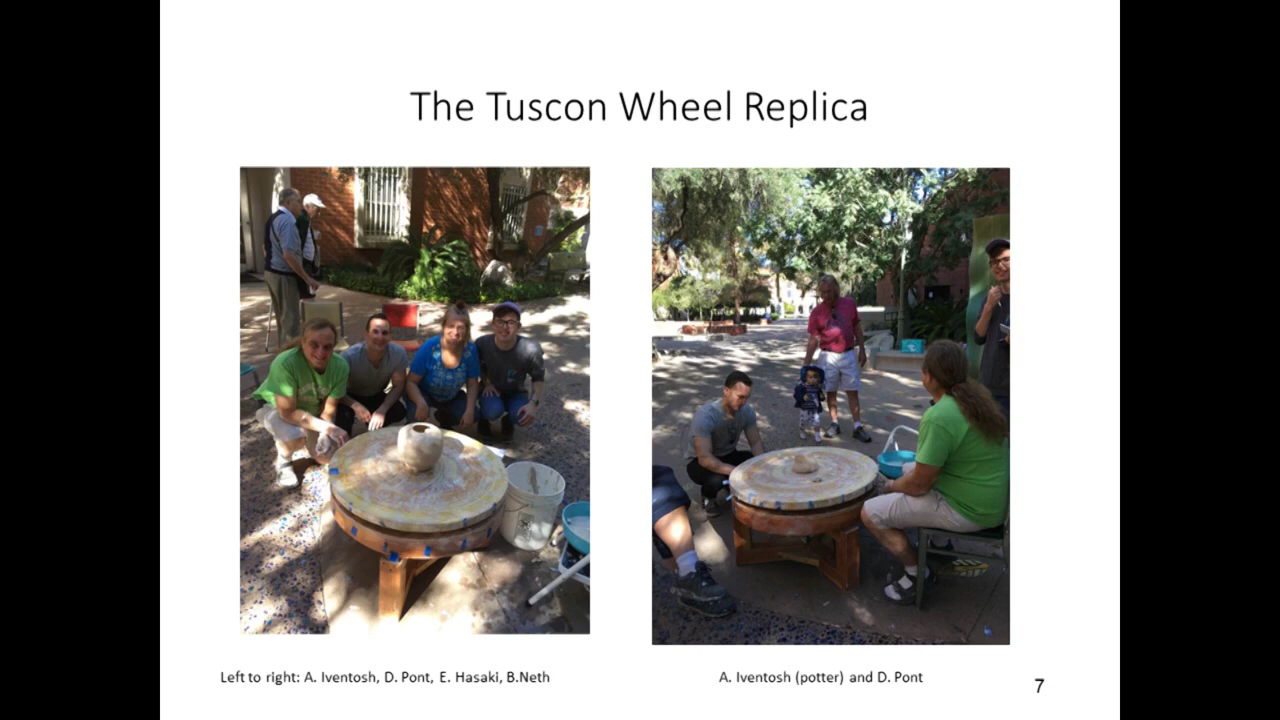 The Tuscon Wheel Replica
Left to right: A. Iventosh, D. Pont, E. Hasaki, B.Neth
A. Iventosh (potter) and D. Pont
7